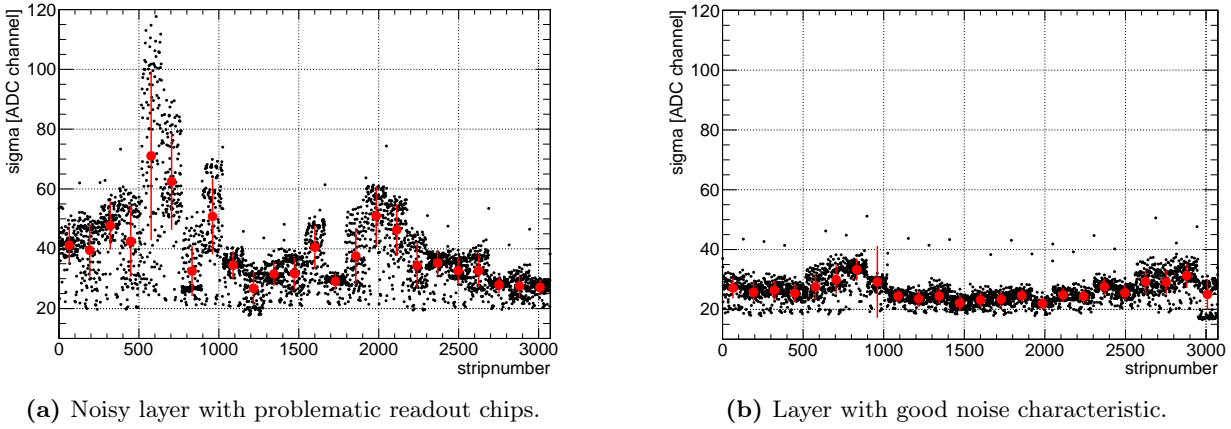 sigma [ADC channel]
120
100
80
60
40
20
0 500 1000 1500 2000 2500 3000
stripnumber
(a) Noisy layer with problematic readout chips.
sigma [ADC channel]
120
100
80
60
40
20
0 500 1000 1500 2000 2500 3000
stripnumber
(b) Layer with good noise characteristic.